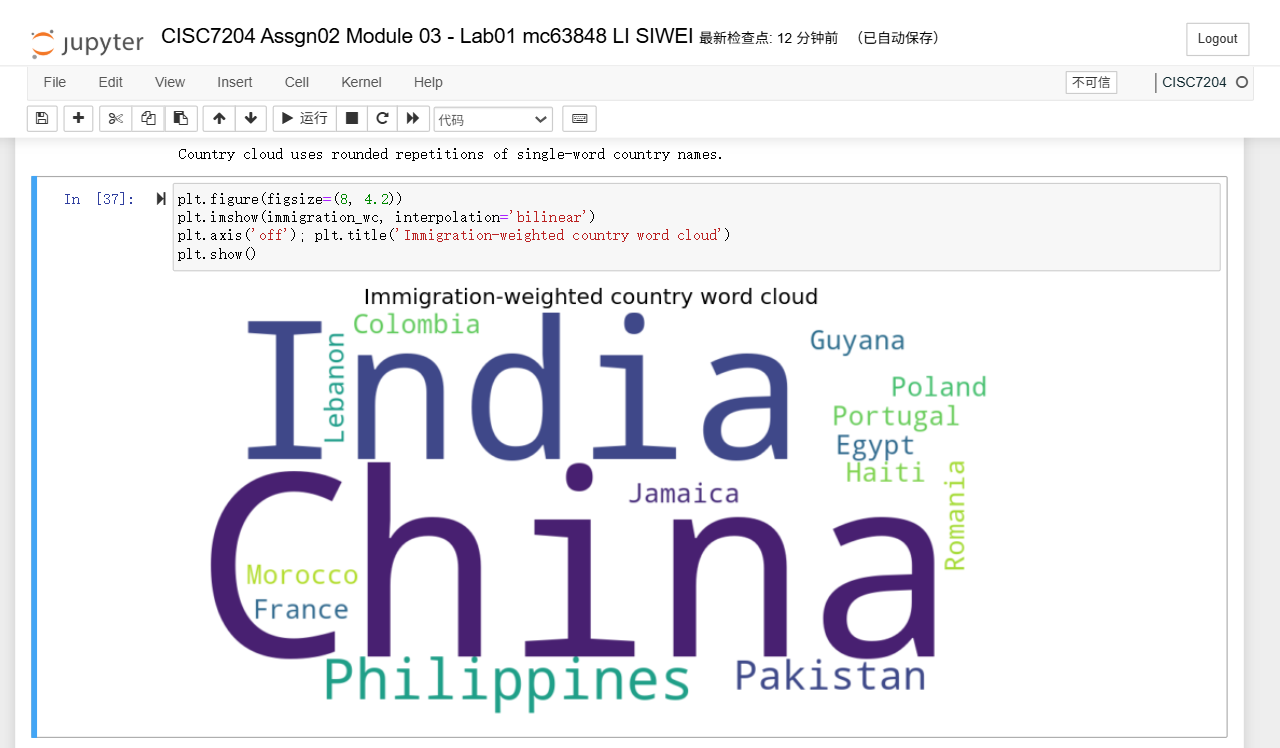 jupyter CISC7204 Assgn02 Module 03 - Lab01 mc63848 LI SIWEI 最新检查点: 12 分钟前 （已自动保存） Logout
File Edit View Insert Cell Kernel Help 不可信 CISC7204
运行 代码
Country cloud uses rounded repetitions of single-word country names.
In [37]: plt.figure(figsize=(8, 4.2))
plt.imshow(immigration_wc, interpolation='bilinear')
plt.axis('off'); plt.title('Immigration-weighted country word cloud')
plt.show()
Immigration-weighted country word cloud
Colombia
India
Lebanon
Guyana
Poland
Portugal
Egypt
Haiti
Romania
China
Jamaica
Morocco
France
Philippines
Pakistan